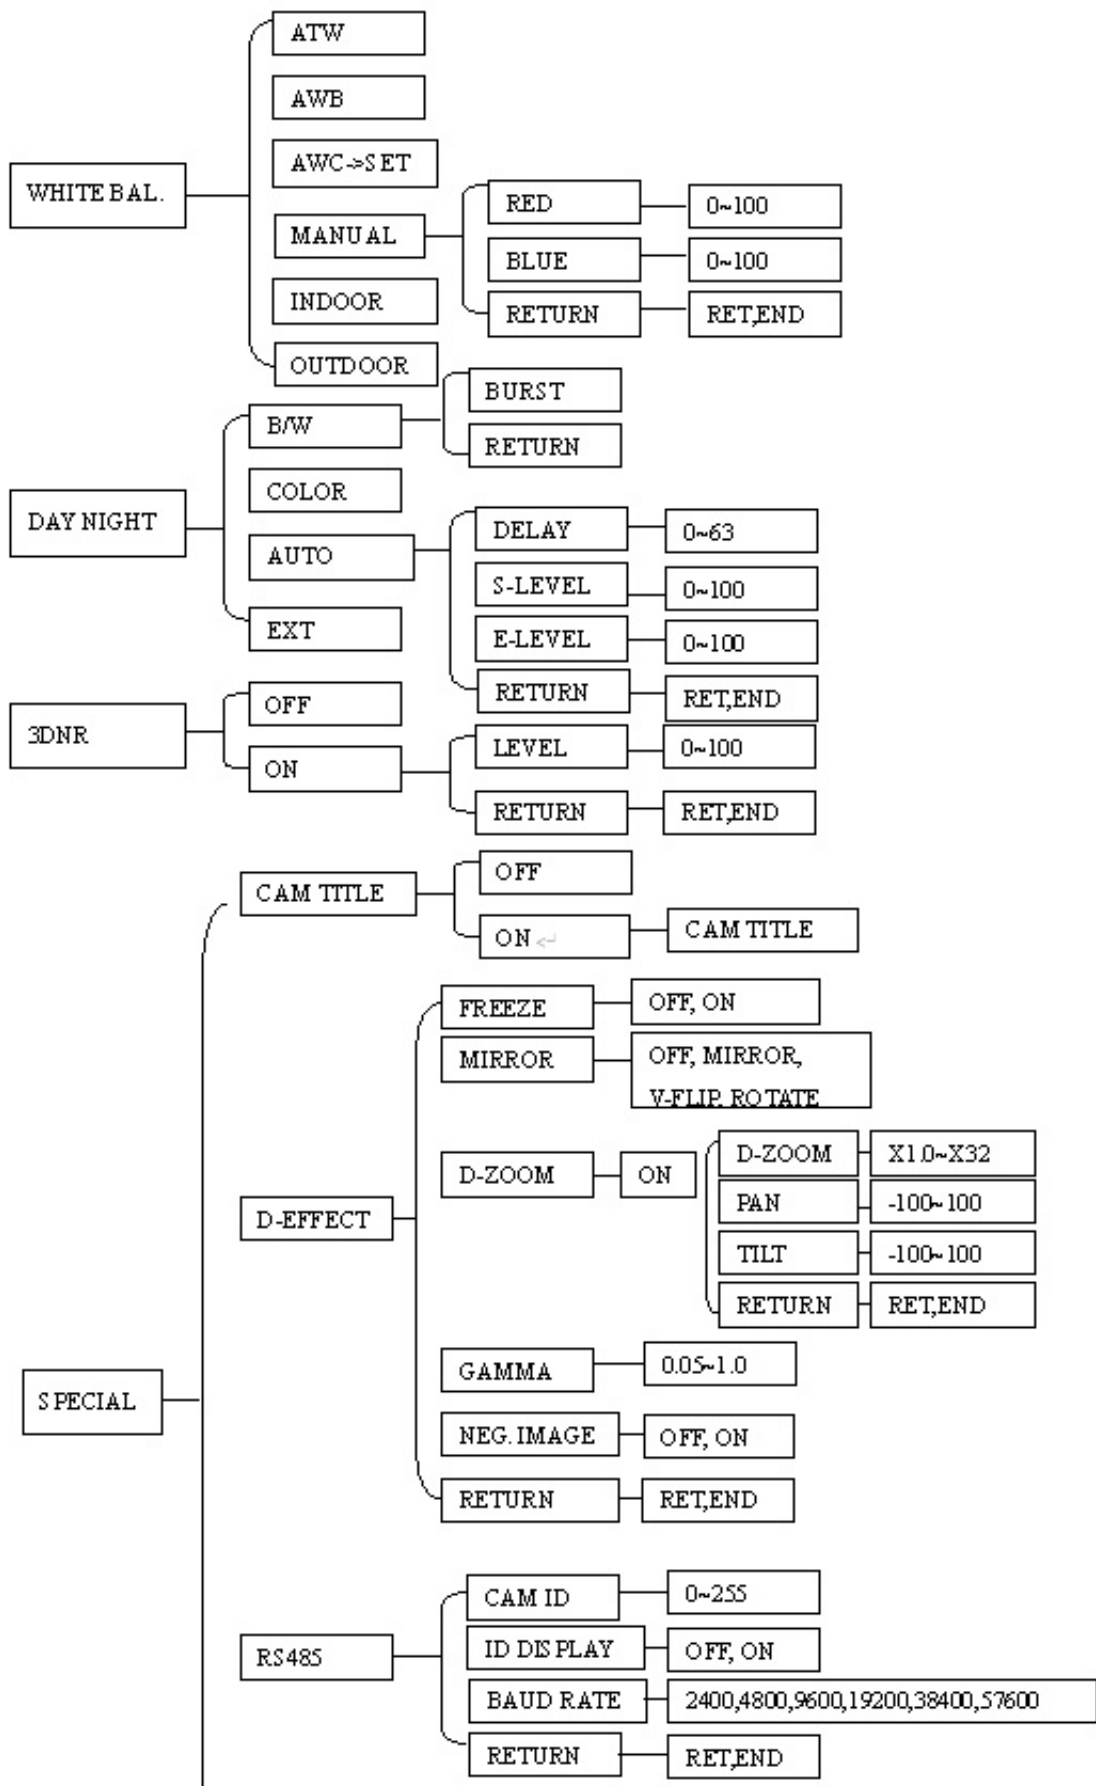 ATW
AWB
AWC->SET
WHITE BAL.
MANUAL
RED
0~100
BLUE
0~100
INDOOR
RETURN
RET,END
OUTDOOR
B/W
BURST
RETURN
COLOR
DAY NIGHT
AUTO
DELAY
0~63
S-LEVEL
0~100
EXT
E-LEVEL
0~100
RETURN
RET,END
3DNR
OFF
ON
LEVEL
0~100
RETURN
RET,END
CAM TITLE
OFF
ON ↵
CAM TITLE
FREEZE
OFF, ON
MIRROR
OFF, MIRROR,
V-FLIP, ROTATE
D-EFFECT
D-ZOOM
ON
D-ZOOM
X1.0~X32
PAN
-100~100
TILT
-100~100
RETURN
RET,END
GAMMA
0.05~1.0
SPECIAL
NEG. IMAGE
OFF, ON
RETURN
RET,END
RS485
CAM ID
0~255
ID DISPLAY
OFF, ON
BAUD RATE
2400,4800,9600,19200,38400,57600
RETURN
RET,END